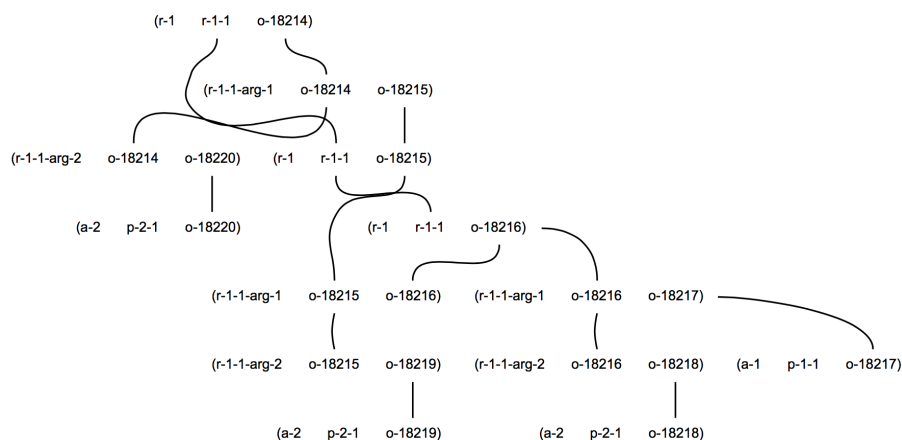 (r-1 r-1-1 o-18214)
(r-1-1-arg-1 o-18214 o-18215)
(r-1-1-arg-2 o-18214 o-18220) (r-1 r-1-1 o-18215)
(a-2 p-2-1 o-18220) (r-1 r-1-1 o-18216)
(r-1-1-arg-1 o-18215 o-18216) (r-1-1-arg-1 o-18216 o-18217)
(r-1-1-arg-2 o-18215 o-18219) (r-1-1-arg-2 o-18216 o-18218) (a-1 p-1-1 o-18217)
(a-2 p-2-1 o-18219) (a-2 p-2-1 o-18218)